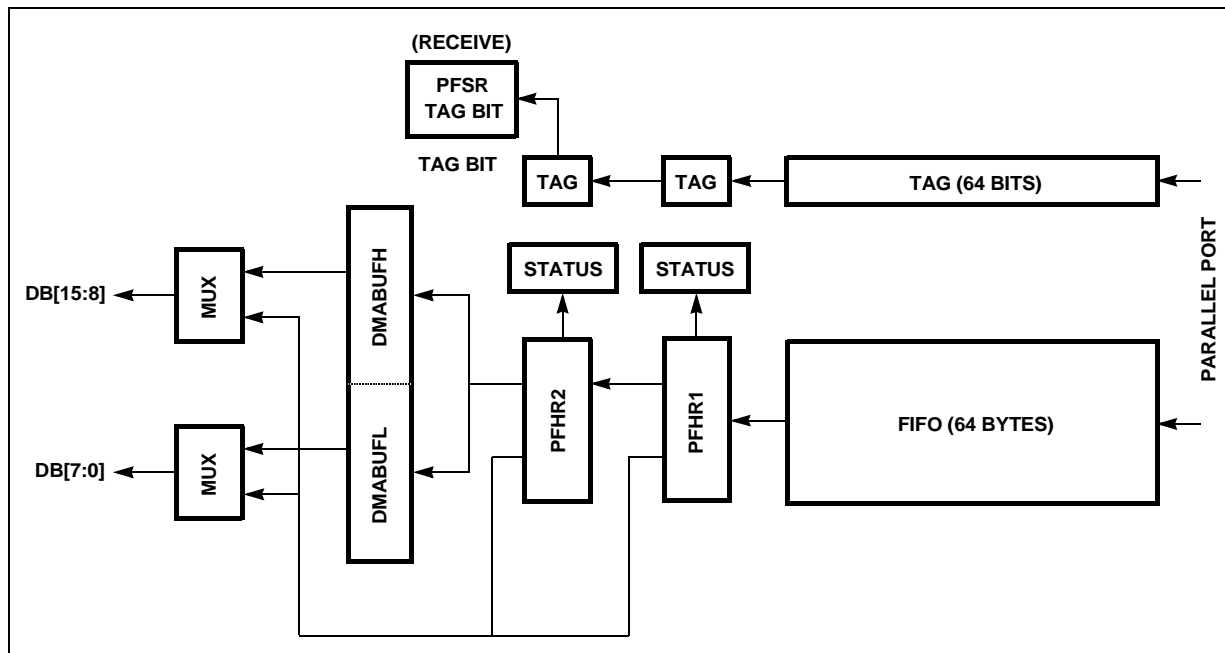 (RECEIVE)
PFSR
TAG BIT
TAG BIT
TAG
TAG
TAG (64 BITS)
PARALLEL PORT
STATUS
STATUS
DB[15:8]
MUX
DMABUFH
PFHR2
PFHR1
FIFO (64 BYTES)
DB[7:0]
MUX
DMABUFL